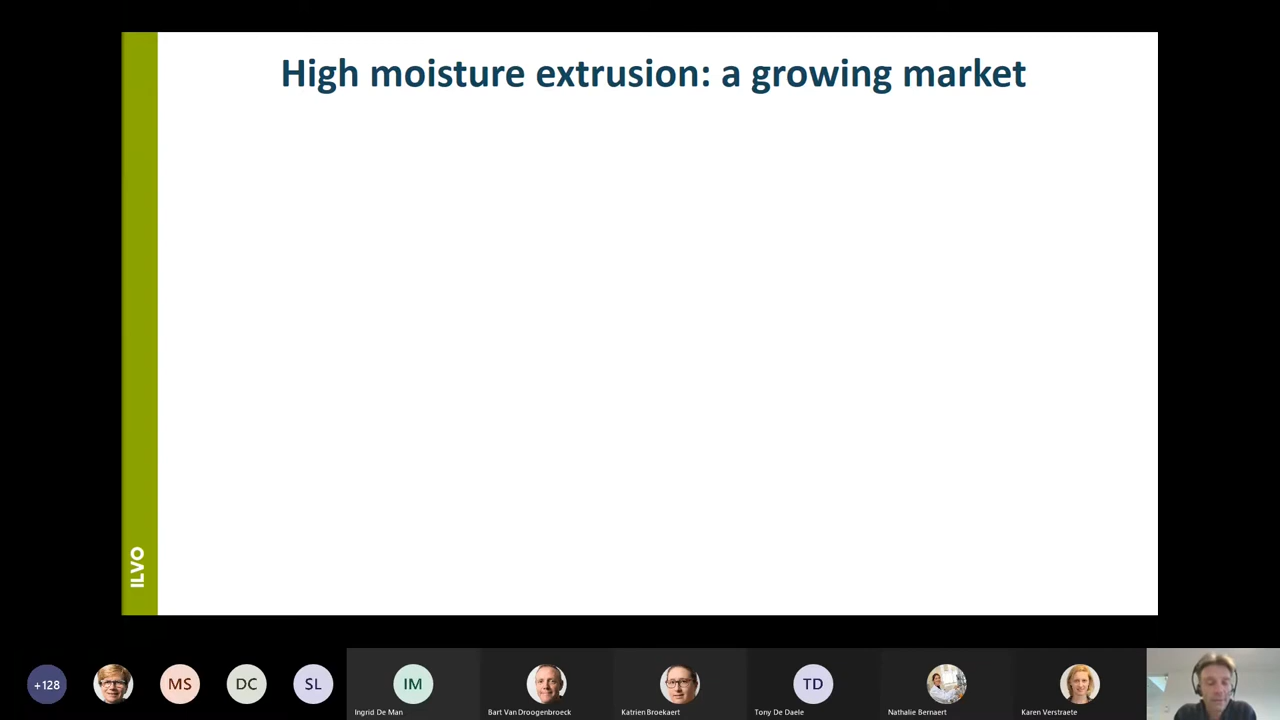 High moisture extrusion: a growing market
ILVO
+128
MS
DC
SL
IM
TD
Ingrid De Man
Bart Van Droogenbroeck
Katrien Broekaert
Tony De Daele
Nathalie Bernaert
Karen Verstraete